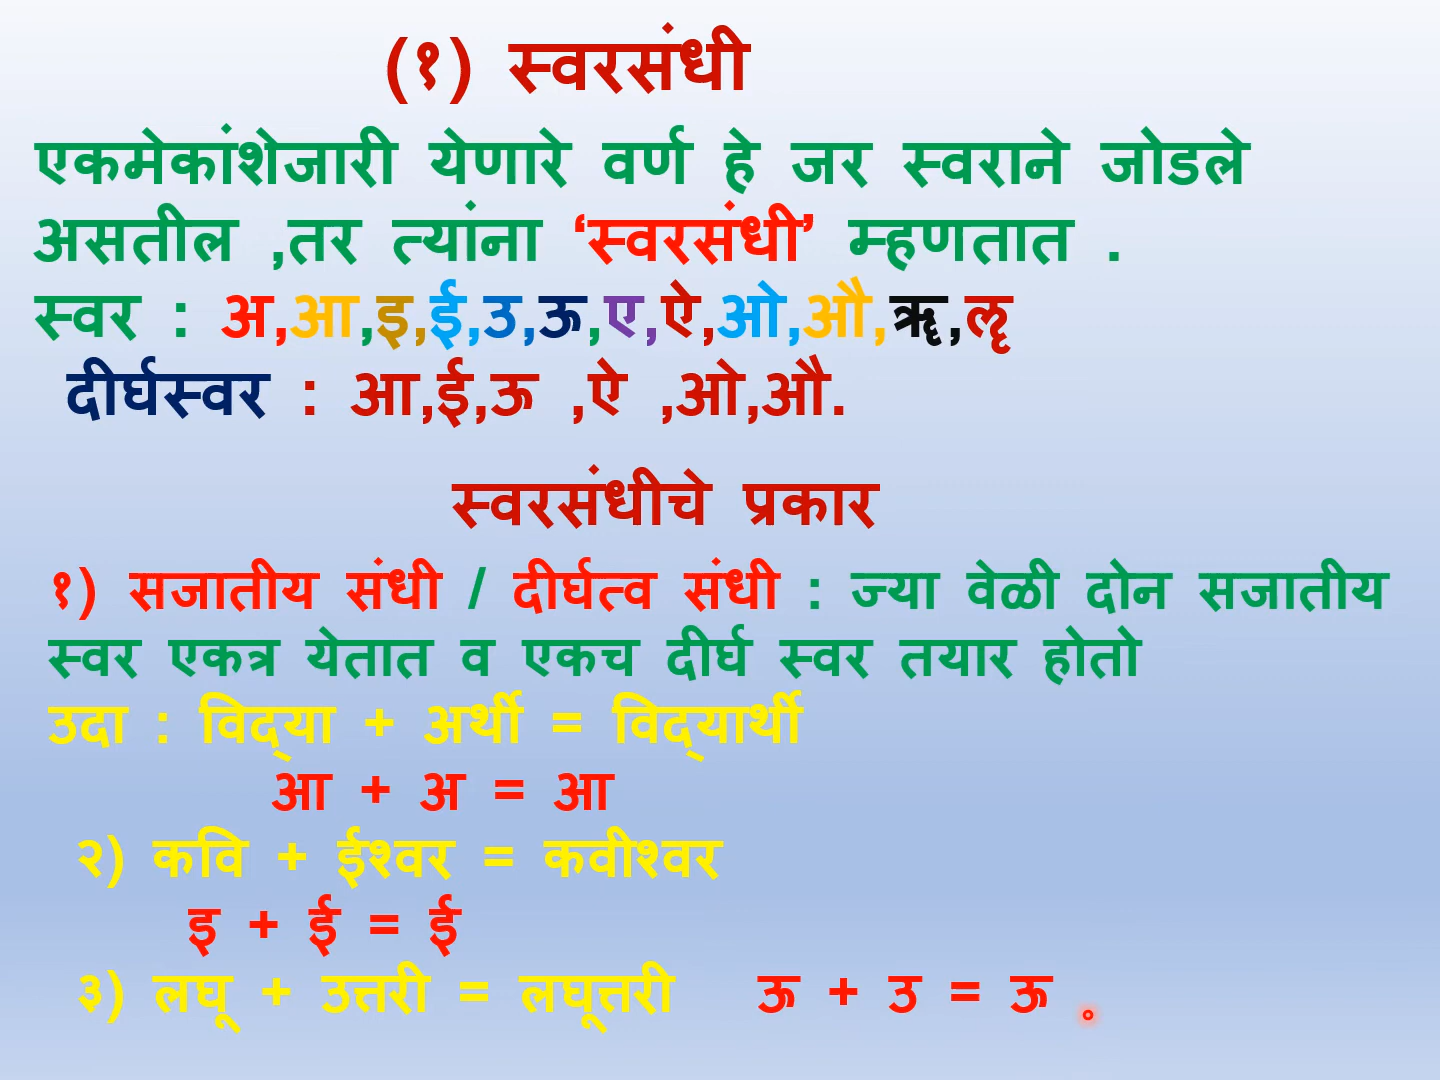 (१) स्वरसंधी
एकमेकांशेजारी येणारे वर्ण हे जर स्वराने जोडले
असतील ,तर त्यांना ‘स्वरसंधी’ म्हणतात .
स्वर : अ,आ,इ,ई,उ,ऊ,ए,ऐ,ओ,औ,ॠ,ॡ
दीर्घस्वर : आ,ई,ऊ ,ऐ ,ओ,औ.
स्वरसंधीचे प्रकार
१) सजातीय संधी / दीर्घत्व संधी : ज्या वेळी दोन सजातीय
स्वर एकत्र येतात व एकच दीर्घ स्वर तयार होतो
उदा : विद्‌या + अर्थी = विद्‌यार्थी
आ + अ = आ
२) कवि + ईश्वर = कवीश्वर
इ + ई = ई
३) लघू + उत्तरी = लघूत्तरी ऊ + उ = ऊ